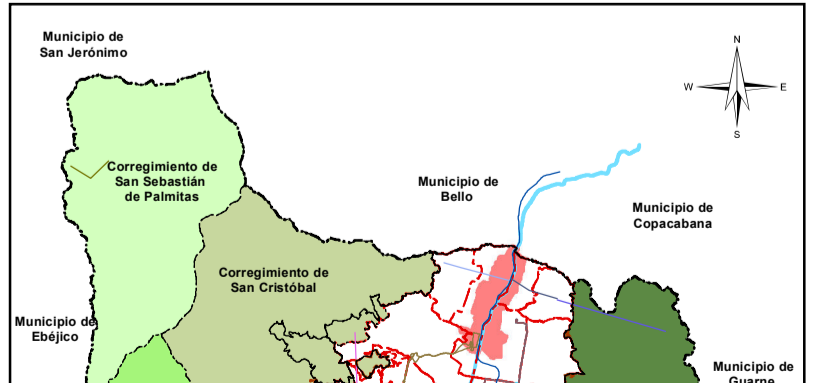 Municipio de
San Jerónimo
N
W
E
S
Corregimiento de
San Sebastián
de Palmitas
Municipio de
Bello
Municipio de
Copacabana
Corregimiento de
San Cristóbal
Municipio de
Ebéjico
Municipio de
Guarne